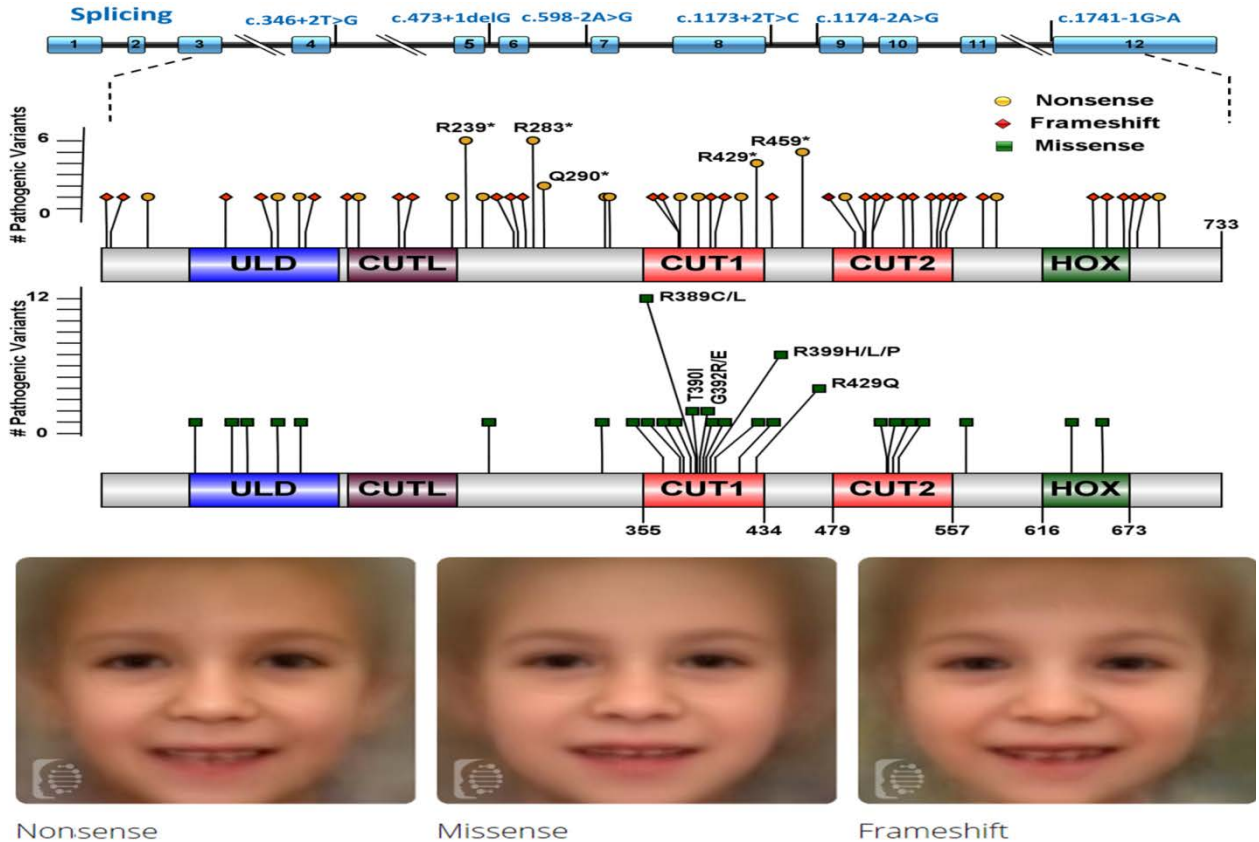 Splicing c.346+2T>G c.473+1delG c.598-2A>G c.1173+2T>C c.1174-2A>G c.1741-1G>A
1 2 3 4 5 6 7 8 9 10 11 12
Nonsense
Frameshift
Missense
# Pathogenic Variants
6
0
R239* R283* R459*
R429*
Q290*
733
ULD CUTL CUT1 CUT2 HOX
# Pathogenic Variants
12
0
R389C/L
T390I
G392R/E
R399H/L/P
R429Q
ULD CUTL CUT1 CUT2 HOX
355 434 479 557 616 673
Nonsense Missense Frameshift